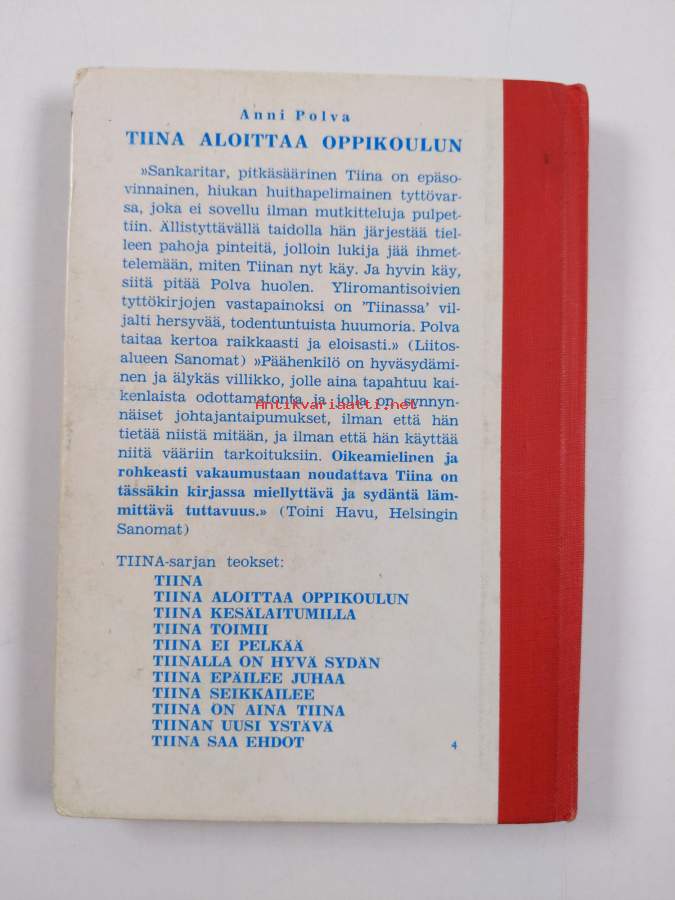 Anni Polva
TIINA ALOITTAA OPPIKOULUN
»Sankaritar, pitkäsäärinen Tiina on epäso-
vinnainen, hiukan huithapelimainen tyttövar-
sa, joka ei sovellu ilman mutkitteluja pulpet-
tiin. Ällistyttävällä taidolla hän järjestää tiel-
leen pahoja pinteitä, jolloin lukija jää ihmet-
telemään, miten Tiinan nyt käy. Ja hyvin käy,
siitä pitää Polva huolen. Yliromantisoivien
tyttökirjojen vastapainoksi on 'Tiinassa' vil-
jalti hersyvää, todentuntuista huumoria. Polva
taitaa kertoa raikkaasti ja eloisasti.» (Liitos-
alueen Sanomat) »Päähenkilö on hyväsydämi-
nen ja älykäs villikko, jolle aina tapahtuu kai-
kenlaista odottamatonta ja jolla on synnyn-
Antikvariaatti.net
näiset johtajantaipumukset, ilman että hän
tietää niistä mitään, ja ilman että hän käyttää
niitä vääriin tarkoituksiin. Oikeamielinen ja
rohkeasti vakaumustaan noudattava Tiina on
tässäkin kirjassa miellyttävä ja sydäntä läm-
mittävä tuttavuus.» (Toini Havu, Helsingin
Sanomat)
TIINA-sarjan teokset:
TIINA
TIINA ALOITTAA OPPIKOULUN
TIINA KESÄLAITUMILLA
TIINA TOIMII
TIINA EI PELKÄÄ
TIINALLA ON HYVÄ SYDÄN
TIINA EPÄILEE JUHAA
TIINA SEIKKAILEE
TIINA ON AINA TIINA
TIINAN UUSI YSTÄVÄ
TIINA SAA EHDOT 4